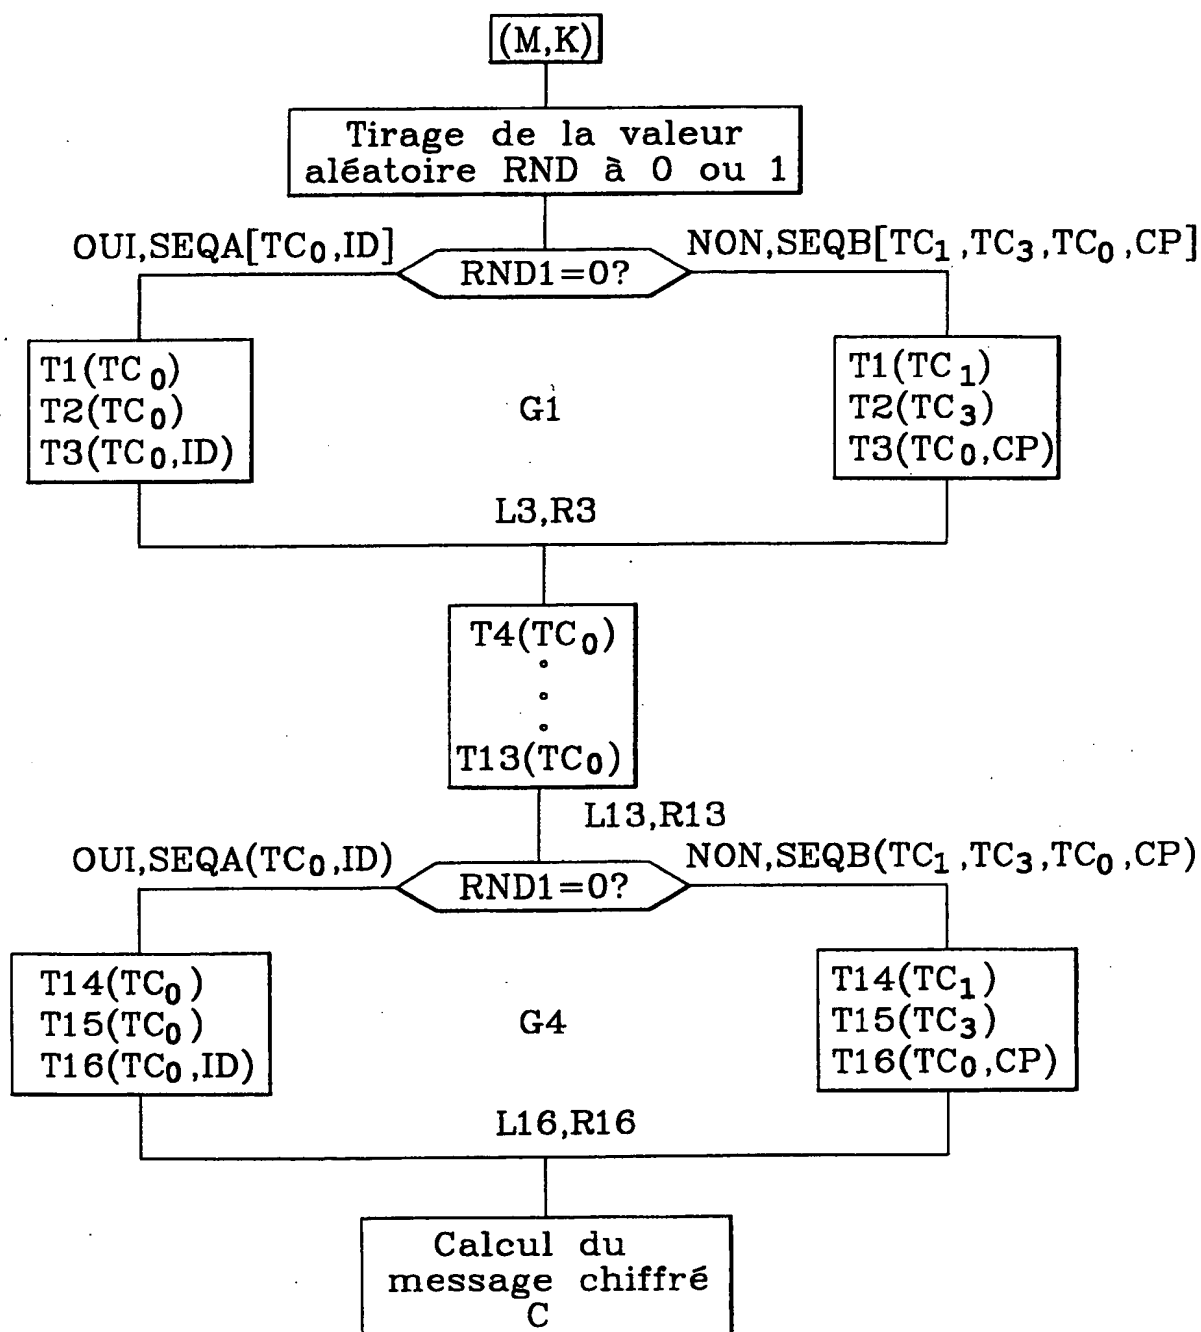 (M,K)
Tirage de la valeur
aléatoire RND à 0 ou 1
OUI,SEQA[TC₀,ID]
NON,SEQB[TC₁,TC₃,TC₀,CP]
RND1=0?
T1(TC₀)
T2(TC₀)
T3(TC₀,ID)
G1
T1(TC₁)
T2(TC₃)
T3(TC₀,CP)
L3,R3
T4(TC₀)
T13(TC₀)
L13,R13
OUI,SEQA(TC₀,ID)
NON,SEQB(TC₁,TC₃,TC₀,CP)
RND1=0?
T14(TC₀)
T15(TC₀)
T16(TC₀,ID)
G4
T14(TC₁)
T15(TC₃)
T16(TC₀,CP)
L16,R16
Calcul du
message chiffré
C